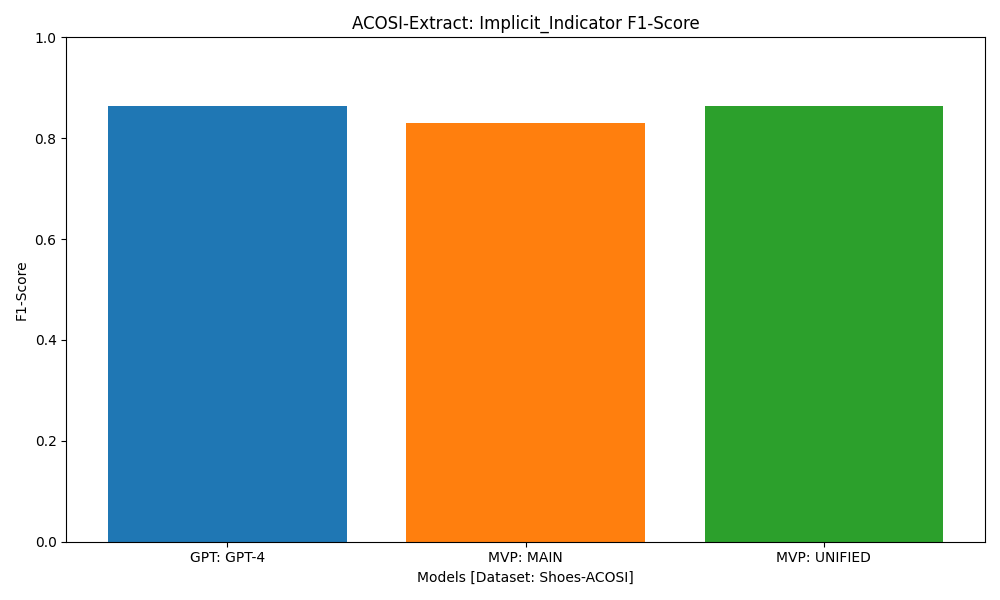 ACOSI-Extract: Implicit_Indicator F1-Score
1.0
0.8
0.6
0.4
0.2
0.0
F1-Score
GPT: GPT-4
MVP: MAIN
MVP: UNIFIED
Models [Dataset: Shoes-ACOSI]